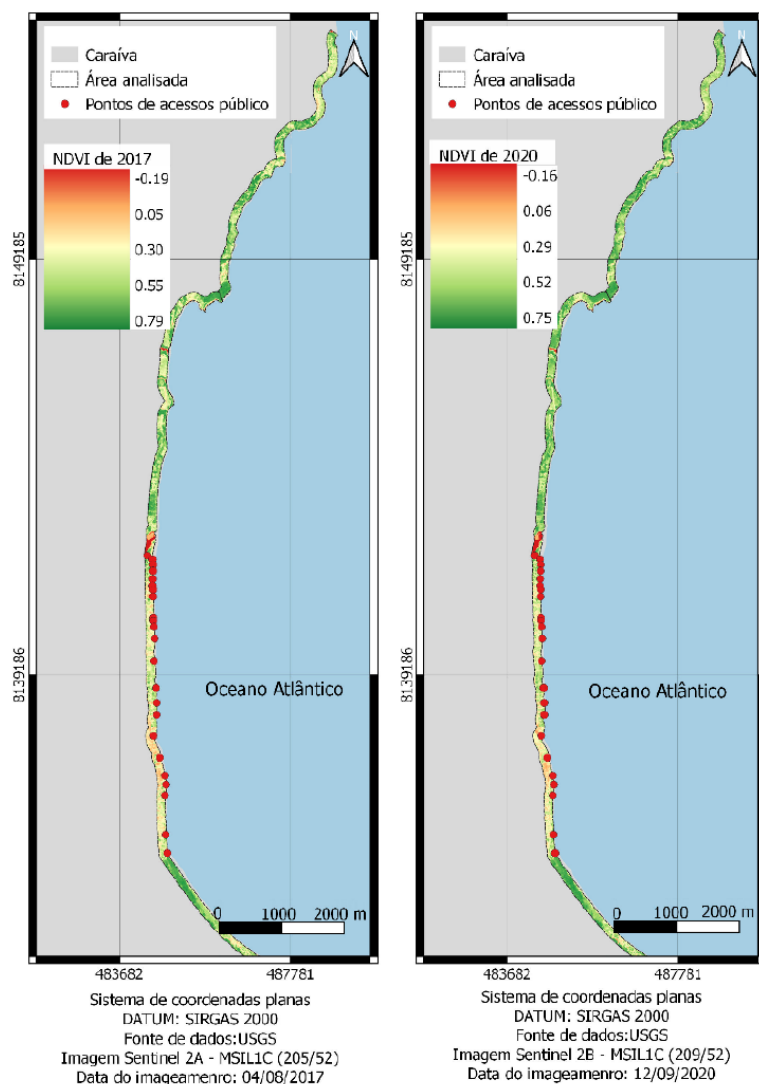 N
Caraíva
Área analisada
Pontos de acessos público
NDVI de 2017
-0.19
0.05
0.30
0.55
0.79
8149185
8139186
Oceano Atlântico
0 1000 2000 m
483682 487781
Sistema de coordenadas planas
DATUM: SIRGAS 2000
Fonte de dados:USGS
Imagem Sentinel 2A - MSIL1C (205/52)
Data do imageamenro: 04/08/2017
N
Caraíva
Área analisada
Pontos de acessos público
NDVI de 2020
-0.16
0.06
0.29
0.52
0.75
8149185
8139186
Oceano Atlântico
0 1000 2000 m
483682 487781
Sistema de coordenadas planas
DATUM: SIRGAS 2000
Fonte de dados:USGS
Imagem Sentinel 2B - MSIL1C (209/52)
Data do imageamenro: 12/09/2020